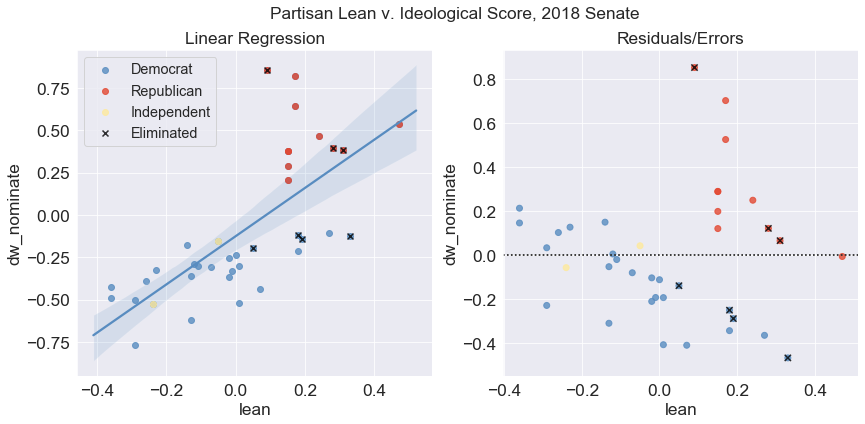 Partisan Lean v. Ideological Score, 2018 Senate
Linear Regression
Democrat
Republican
Independent
Eliminated
0.75
0.50
0.25
0.00
−0.25
−0.50
−0.75
dw_nominate
−0.4 −0.2 0.0 0.2 0.4
lean
Residuals/Errors
0.8
0.6
0.4
0.2
0.0
−0.2
−0.4
dw_nominate
−0.4 −0.2 0.0 0.2 0.4
lean